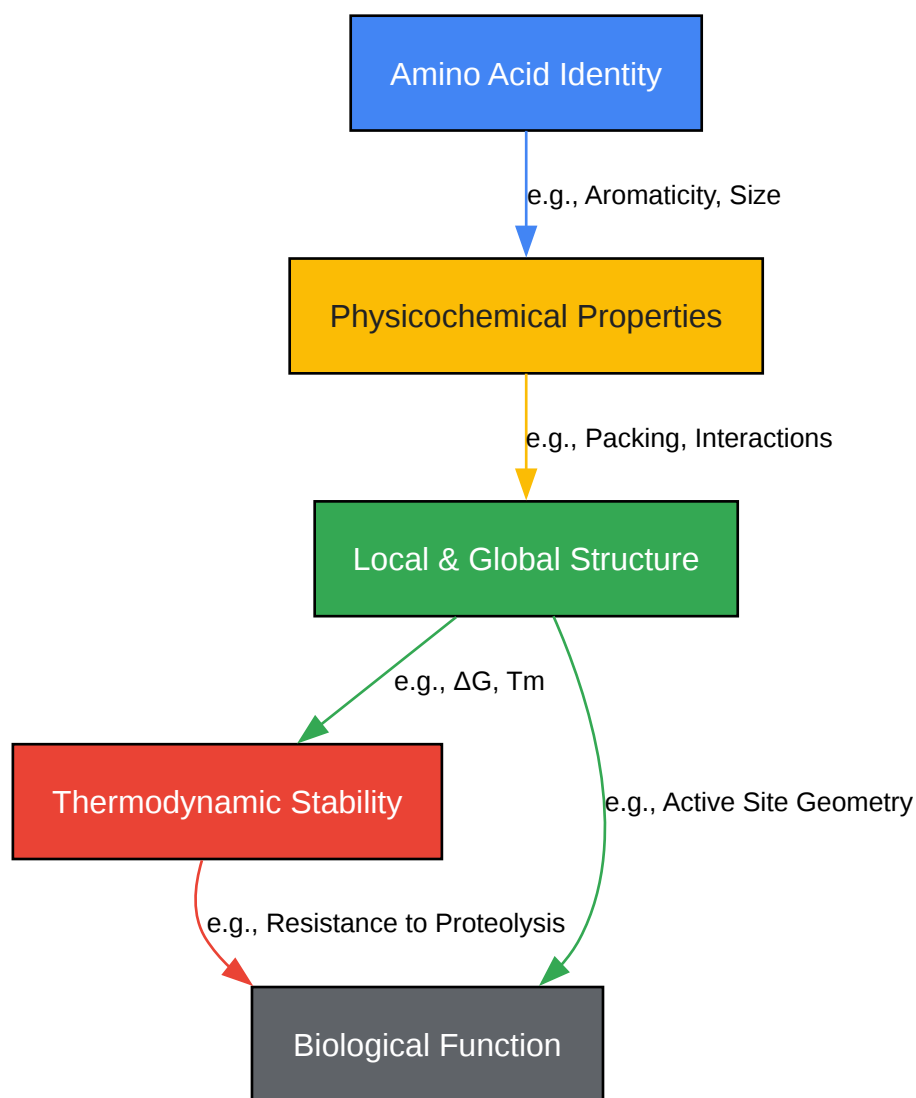 Amino Acid Identity
e.g., Aromaticity, Size
Physicochemical Properties
e.g., Packing, Interactions
Local & Global Structure
e.g., ΔG, Tm
Thermodynamic Stability
e.g., Active Site Geometry
e.g., Resistance to Proteolysis
Biological Function